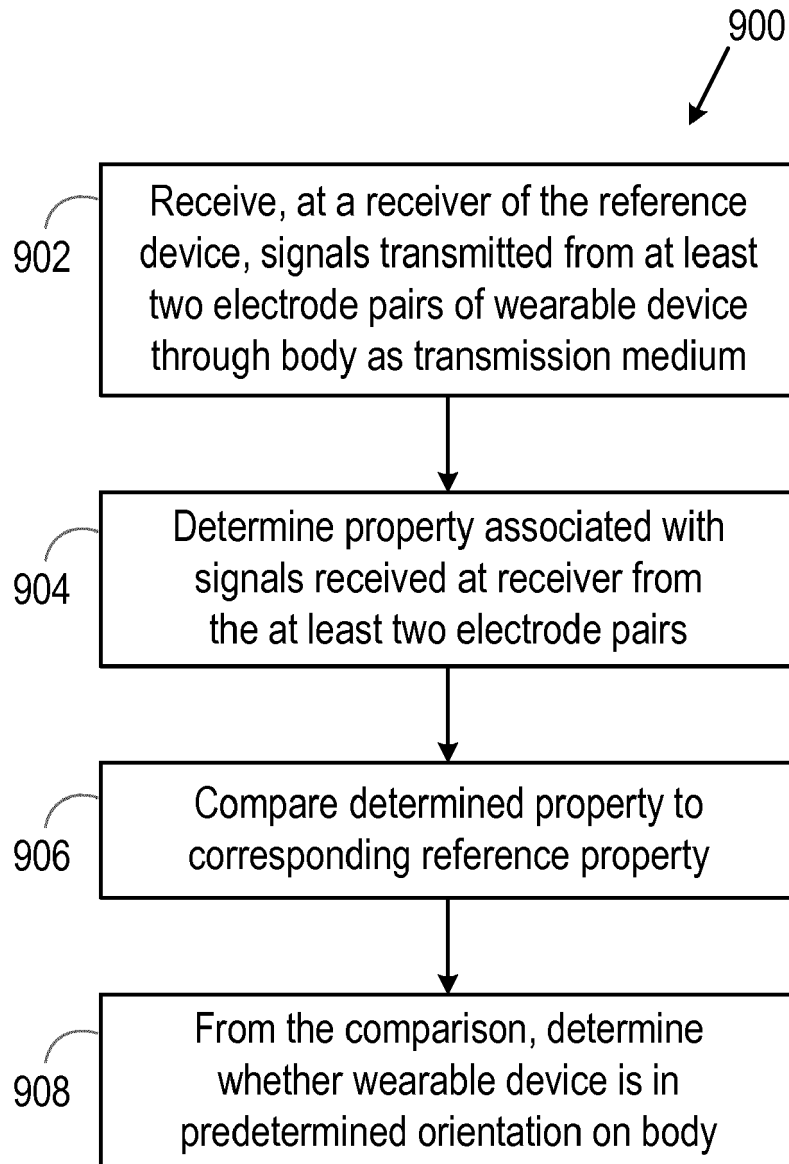 900
902
Receive, at a receiver of the reference
device, signals transmitted from at least
two electrode pairs of wearable device
through body as transmission medium
904
Determine property associated with
signals received at receiver from
the at least two electrode pairs
906
Compare determined property to
corresponding reference property
908
From the comparison, determine
whether wearable device is in
predetermined orientation on body